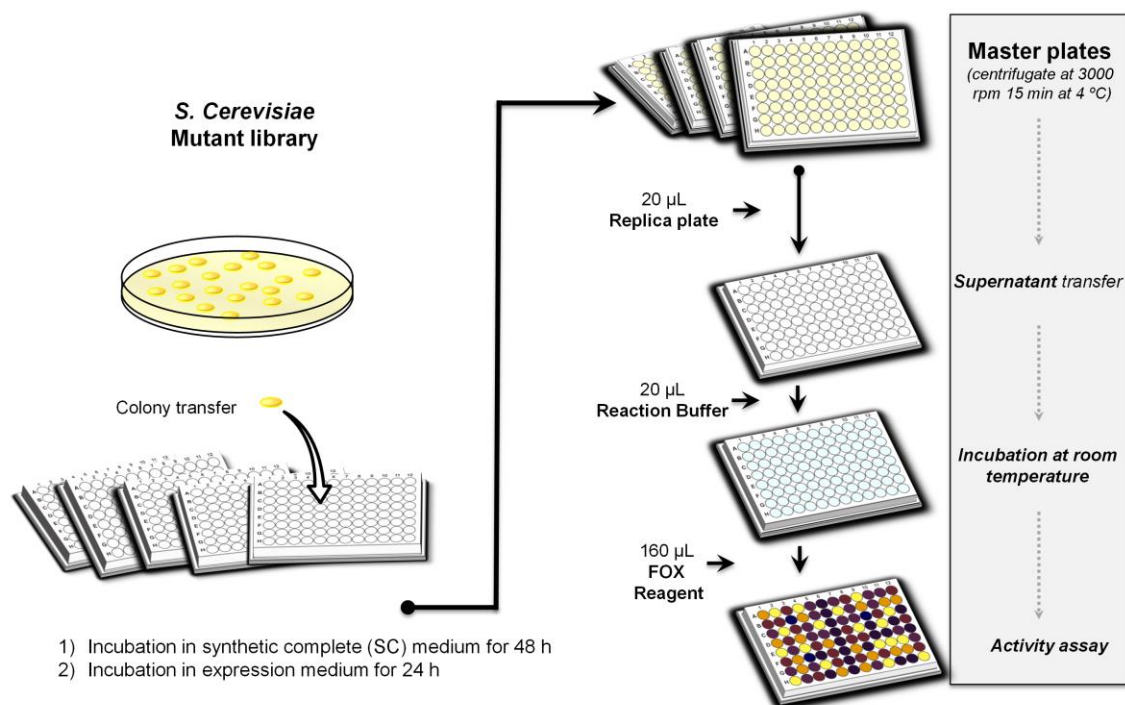 S. Cerevisiae
Mutant library
Colony transfer
1) Incubation in synthetic complete (SC) medium for 48 h
2) Incubation in expression medium for 24 h
20 µL
Replica plate
20 µL
Reaction Buffer
160 µL
FOX
Reagent
Master plates
(centrifugate at 3000
rpm 15 min at 4 ºC)
Supernatant transfer
Incubation at room
temperature
Activity assay